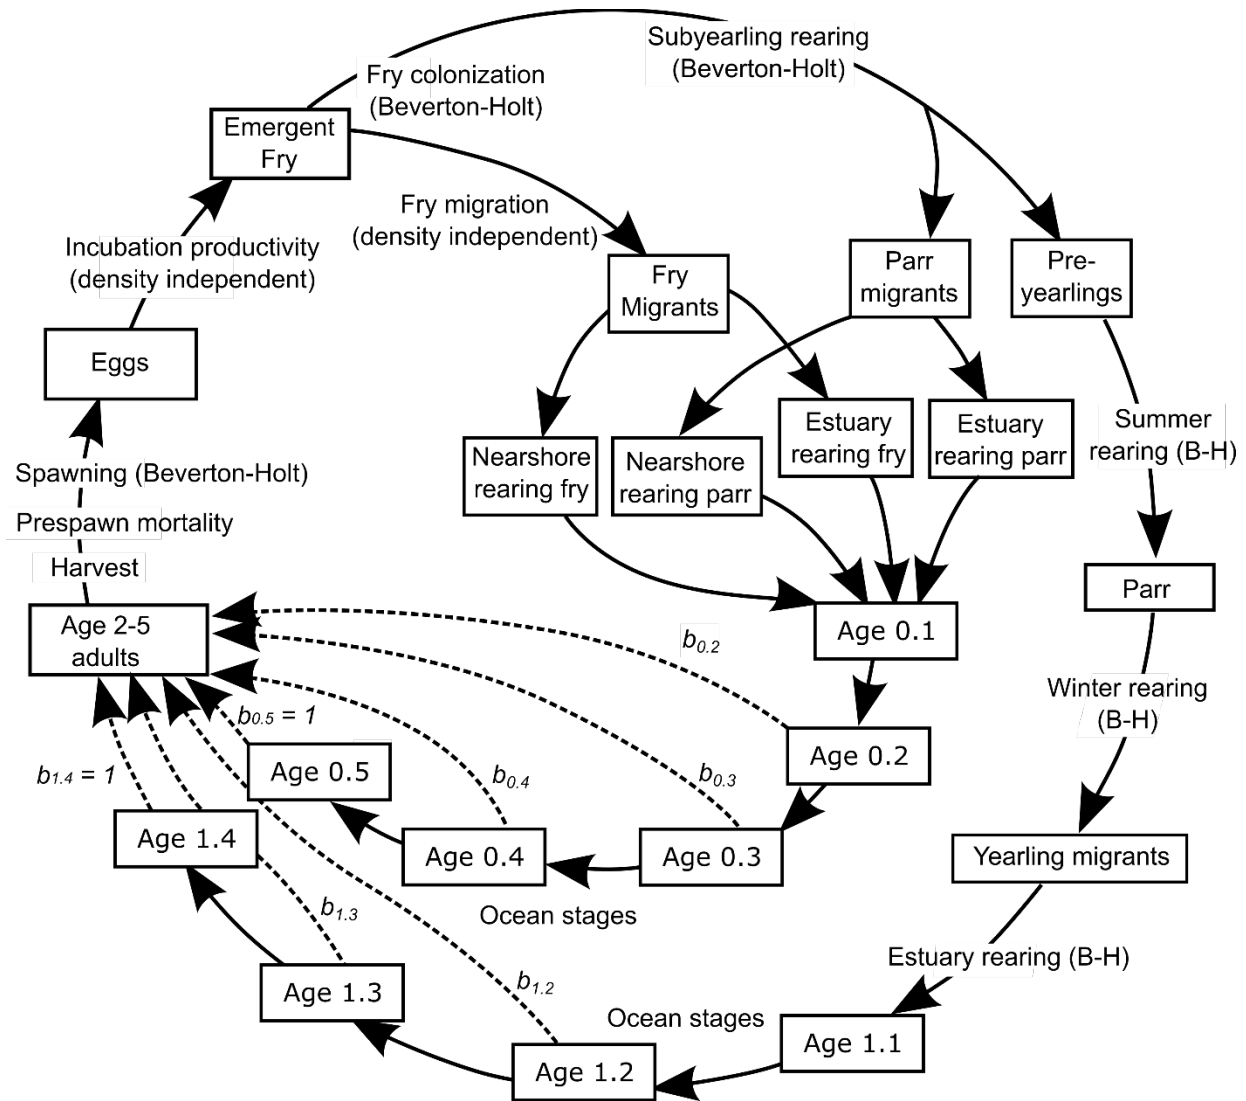 Subyearling rearing
(Beverton-Holt)
Fry colonization
(Beverton-Holt)
Emergent
Fry
Fry migration
(density independent)
Incubation productivity
(density independent)
Fry
Migrants
Parr
migrants
Pre-
yearlings
Eggs
Nearshore
rearing fry
Nearshore
rearing parr
Estuary
rearing fry
Estuary
rearing parr
Summer
rearing (B-H)
Spawning (Beverton-Holt)
Prespawn mortality
Harvest
Age 2-5
adults
Age 0.1
Parr
b0.2
Winter rearing
(B-H)
b0.5 = 1
Age 0.2
b1.4 = 1
Age 0.5
b0.4
b0.3
Age 1.4
Age 0.4
Age 0.3
Yearling migrants
Ocean stages
b1.3
Estuary rearing (B-H)
Age 1.3
b1.2
Ocean stages
Age 1.1
Age 1.2